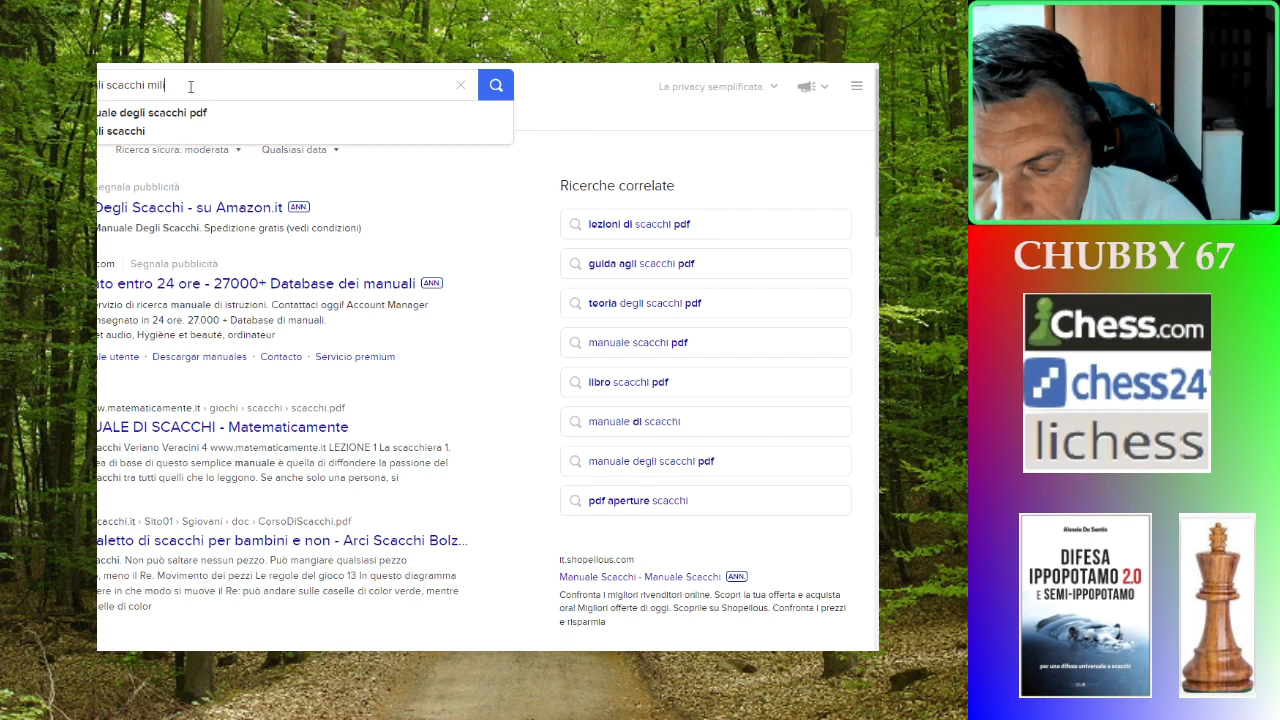 li scacchi mili
La privacy semplificata.
uale degli scacchi pdf
li scacchi
Ricerca sicura: moderata
Qualsiasi data
egnala pubblicità
Degli Scacchi - su Amazon.it ANN.
Manuale Degli Scacchi. Spedizione gratis (vedi condizioni)
com Segnala pubblicità
to entro 24 ore - 27000+ Database dei manuali ANN.
rvizio di ricerca manuale di istruzioni. Contattaci oggi! Account Manager
nsegnato in 24 ore. 27.000 + Database di manuali.
et audio, Hygiène et beauté, ordinateur
le utente · Descargar manuales · Contacto · Servizio premium
w.matematicamente.it › giochi › scacchi › scacchi.pdf
UALE DI SCACCHI - Matematicamente
acchi Veriano Veracini 4 www.matematicamente.it LEZIONE 1 La scacchiera 1.
ea di base di questo semplice manuale è quella di diffondere la passione del
cacchi tra tutti quelli che lo leggono. Se anche solo una persona, si
cacchi.it › Sito01 › Sgiovani › doc › CorsoDiScacchi.pdf
aletto di scacchi per bambini e non - Arci Scacchi Bolz...
acchi. Non può saltare nessun pezzo. Può mangiare qualsiasi pezzo
, meno il Re. Movimento dei pezzi Le regole del gioco 13 In questo diagramma
ere in che modo si muove il Re: può andare sulle caselle di color verde, mentre
elle di color
Ricerche correlate
lezioni di scacchi pdf
guida agli scacchi pdf
teoria degli scacchi pdf
manuale scacchi pdf
libro scacchi pdf
manuale di scacchi
manuale degli scacchi pdf
pdf aperture scacchi
it.shopellous.com
Manuale Scacchi - Manuale Scacchi ANN.
Confronta i migliori rivenditori online. Scopri la tua offerta e acquista
ora! Migliori offerte di oggi. Scoprile su Shopellous. Confronta i prezzi
e risparmia
CHUBBY 67
Chess.com
chess24
lichess
Alessio De Santis
DIFESA
IPPOPOTAMO 2.0
E SEMI-IPPOPOTAMO
per una difesa universale a scacchi